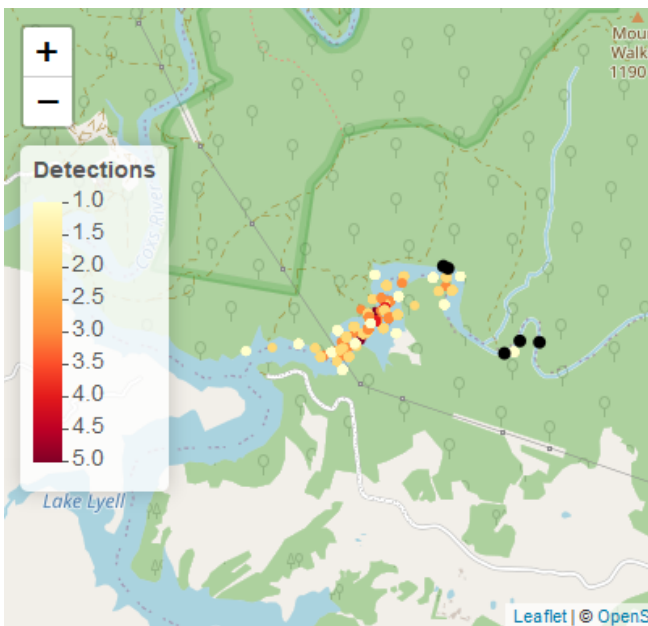 +
−
Mou
Walk
1190
Detections
1.0
1.5
2.0
2.5
3.0
3.5
4.0
4.5
5.0
Coxs River
Lake Lyell
Leaflet | © OpenS